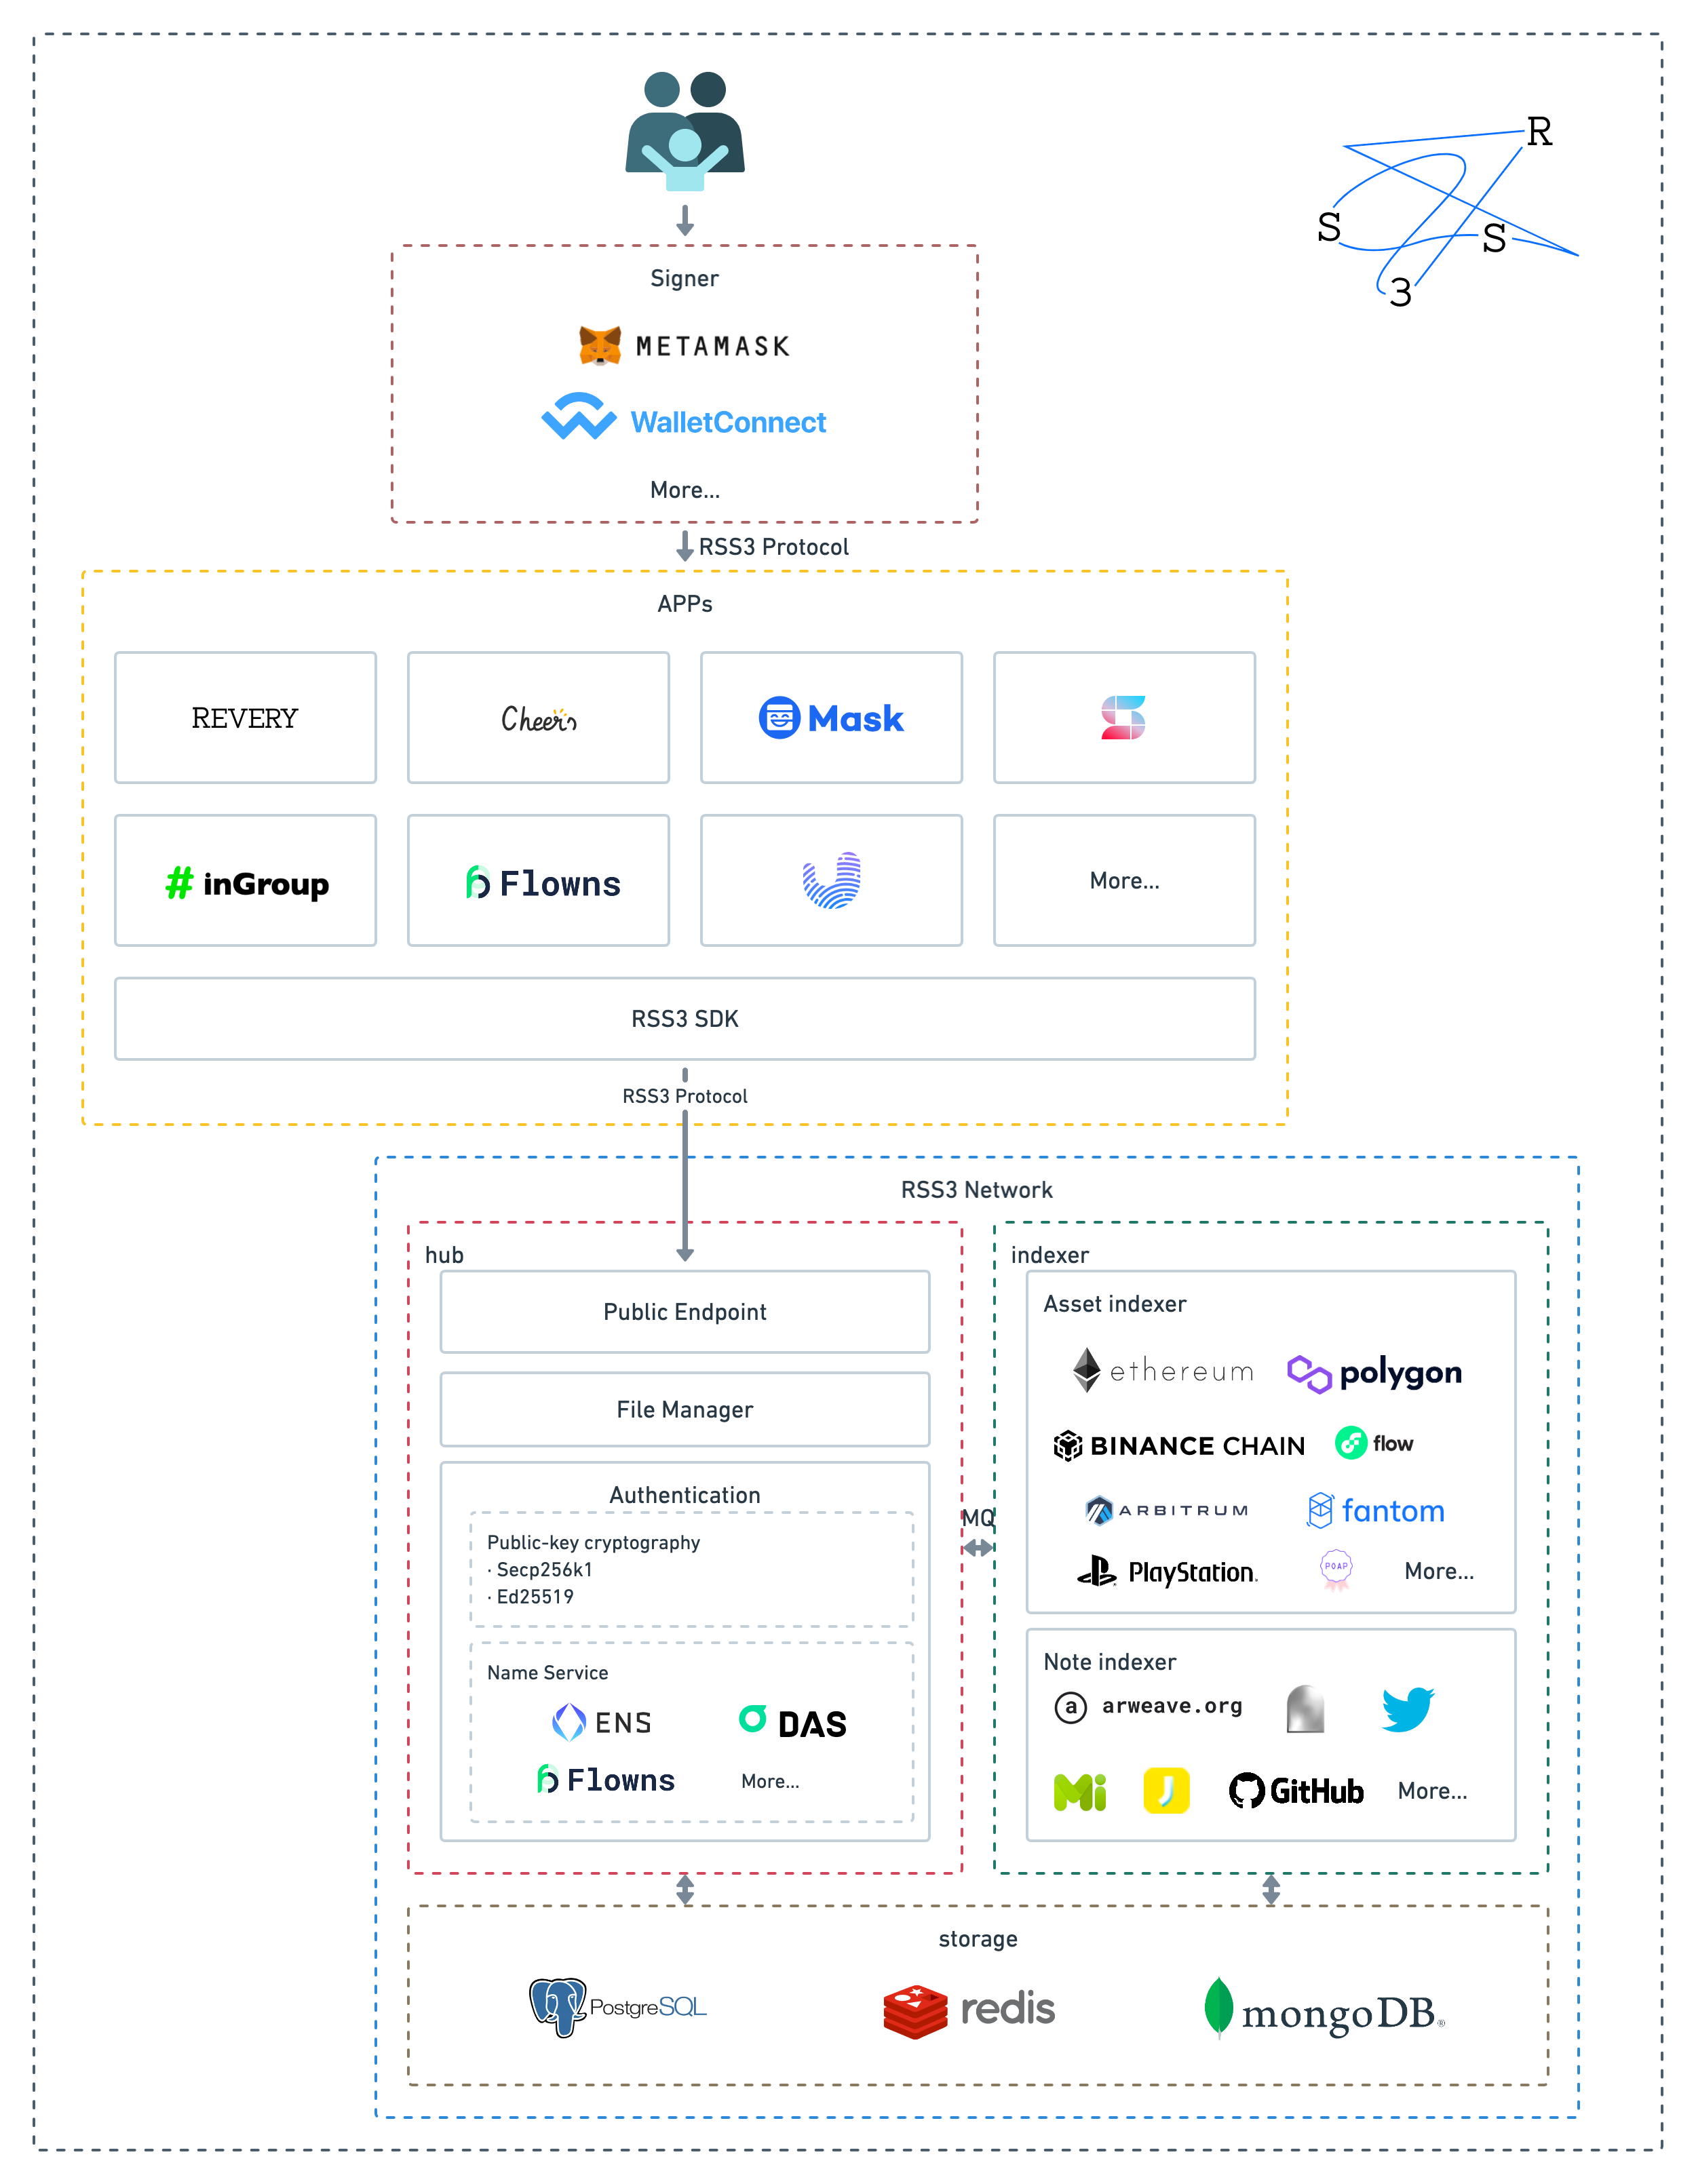 R
S
S
3
Signer
METAMASK
WalletConnect
More...
RSS3 Protocol
APPs
REVERY
Cheers
Mask
# inGroup
Flowns
More...
RSS3 SDK
RSS3 Protocol
RSS3 Network
hub
Public Endpoint
File Manager
Authentication
Public-key cryptography
· Secp256k1
· Ed25519
Name Service
ENS
DAS
Flowns
More...
MQ
indexer
Asset indexer
ethereum
polygon
BINANCE CHAIN
flow
ARBITRUM
fantom
PlayStation.
POAP
More...
Note indexer
a arweave.org
Mi
GitHub
More...
storage
PostgreSQL
redis
mongoDB®